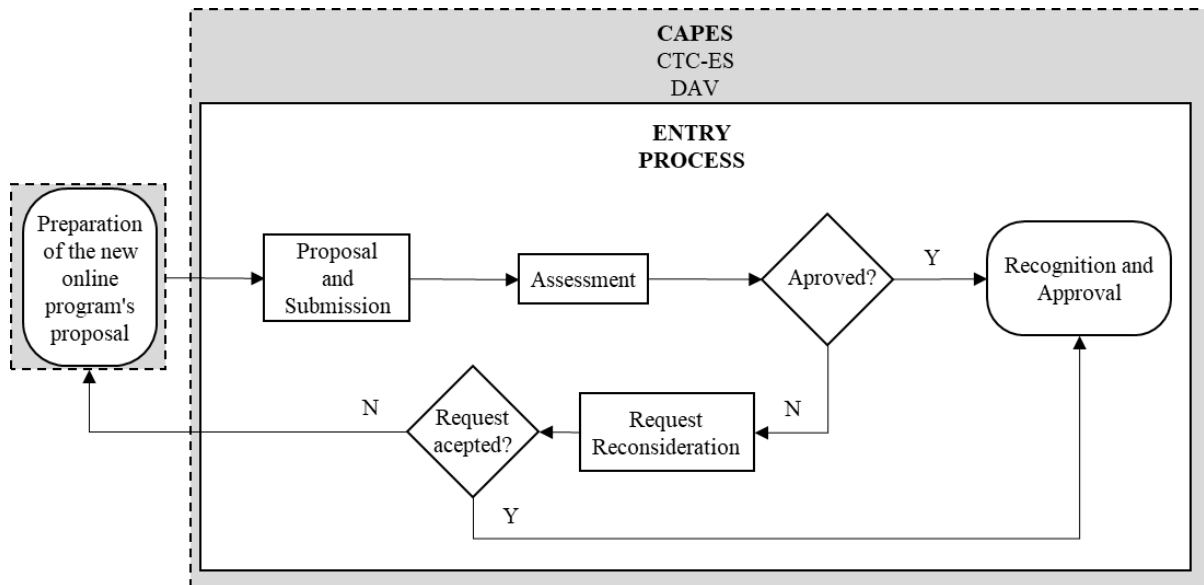 CAPES
CTC-ES
DAV
ENTRY
PROCESS
Preparation
of the new
online
program's
proposal
Proposal
and
Submission
Assessment
Aproved?
Y
Recognition and
Approval
N
Request
acepted?
Request
Reconsideration
N
Y